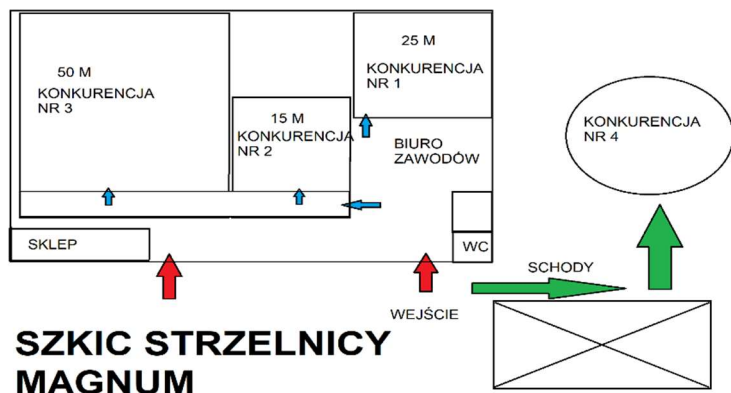 50 M
KONKURENCJA
NR 3
15 M
KONKURENCJA
NR 2
25 M
KONKURENCJA
NR 1
BIURO
ZAWODÓW
KONKURENCJA
NR 4
SKLEP
WC
SCHODY
WEJŚCIE
SZKIC STRZELNICY
MAGNUM